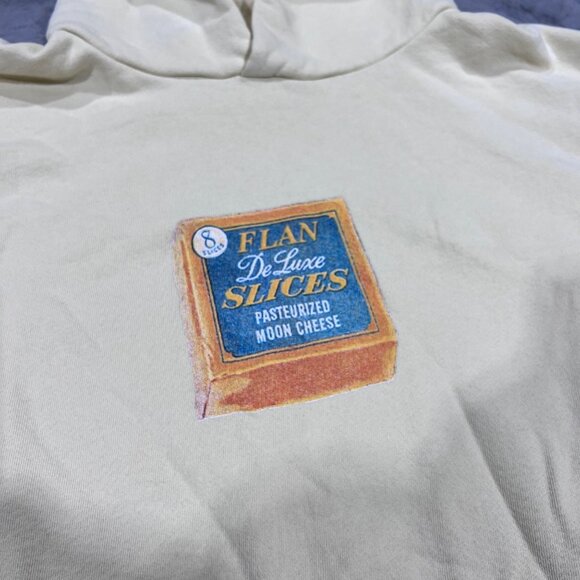 8
SLICES
FLAN
De Luxe
SLICES
PASTEURIZED
MOON CHEESE